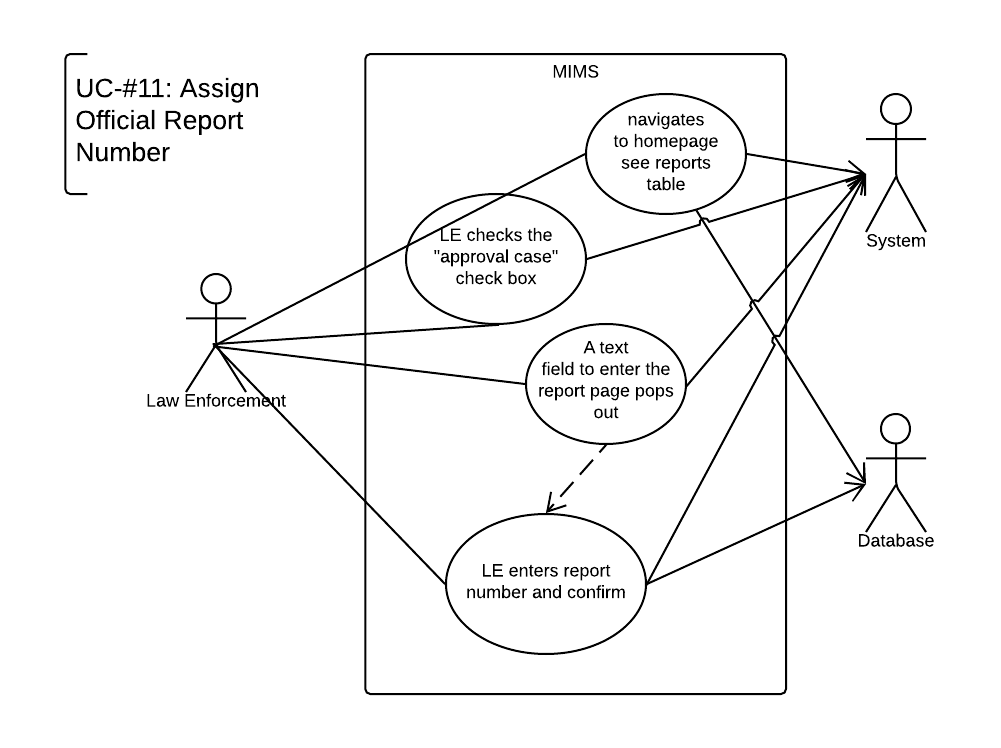 UC-#11: Assign
Official Report
Number
MIMS
navigates
to homepage
see reports
table
LE checks the
"approval case"
check box
A text
field to enter the
report page pops
out
LE enters report
number and confirm
System
Law Enforcement
Database